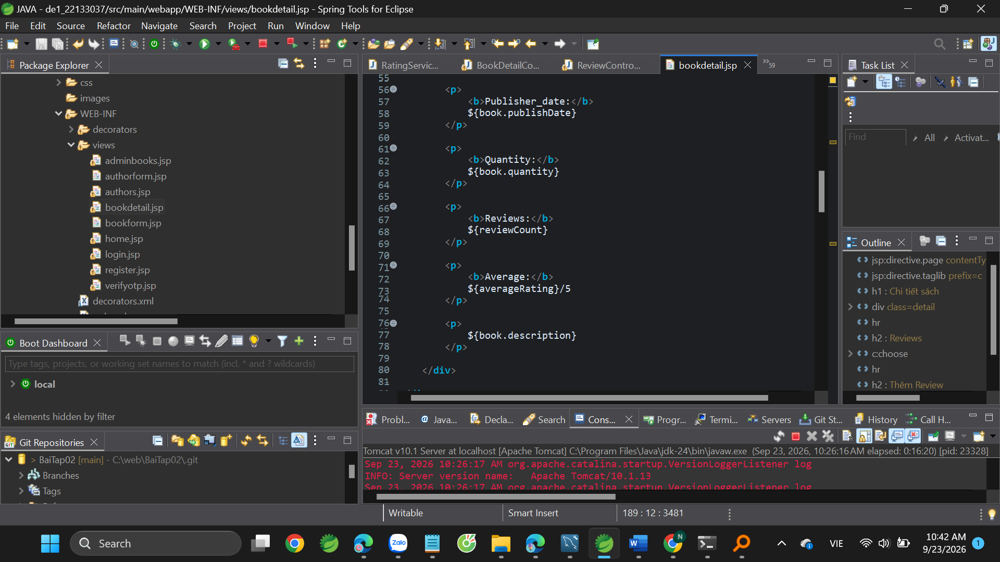 JAVA - de1_22133037/src/main/webapp/WEB-INF/views/bookdetail.jsp - Spring Tools for Eclipse
File Edit Source Refactor Navigate Search Project Run Window Help
Package Explorer
css
images
WEB-INF
decorators
views
adminbooks.jsp
authorform.jsp
authors.jsp
bookdetail.jsp
bookform.jsp
home.jsp
login.jsp
register.jsp
verifyotp.jsp
decorators.xml
Boot Dashboard
Type tags, projects, or working set names to match (incl. * and ? wildcards)
local
4 elements hidden by filter
Git Repositories
> BaiTap02 [main] - C:\web\BaiTap02\.git
Branches
Tags
RatingServic... BookDetailCo... ReviewContro... bookdetail.jsp »59
55
56 <p>
57 <b>Publisher_date:</b>
58 ${book.publishDate}
59 </p>
60
61 <p>
62 <b>Quantity:</b>
63 ${book.quantity}
64 </p>
65
66 <p>
67 <b>Reviews:</b>
68 ${reviewCount}
69 </p>
70
71 <p>
72 <b>Average:</b>
73 ${averageRating}/5
74 </p>
75
76 <p>
77 ${book.description}
78 </p>
79
80 </div>
81
Task List
Find All Activat...
Outline
jsp:directive.page contentTy
jsp:directive.taglib prefix=c
h1 : Chi tiết sách
div class=detail
hr
h2 : Reviews
c:choose
hr
h2 : Thêm Review
Probl... Java... Decla... Search Cons... Progr... Termi... Servers Git St... History Call H...
Tomcat v10.1 Server at localhost [Apache Tomcat] C:\Program Files\Java\jdk-24\bin\javaw.exe (Sep 23, 2026, 10:26:16 AM elapsed: 0:16:20) [pid: 23328]
Sep 23, 2026 10:26:17 AM org.apache.catalina.startup.VersionLoggerListener log
INFO: Server version name: Apache Tomcat/10.1.13
Sep 23, 2026 10:26:17 AM org.apache.catalina.startup.VersionLoggerListener log
Writable Smart Insert 189 : 12 : 3481
Search
Zalo
N
VIE
10:42 AM
9/23/2026
1